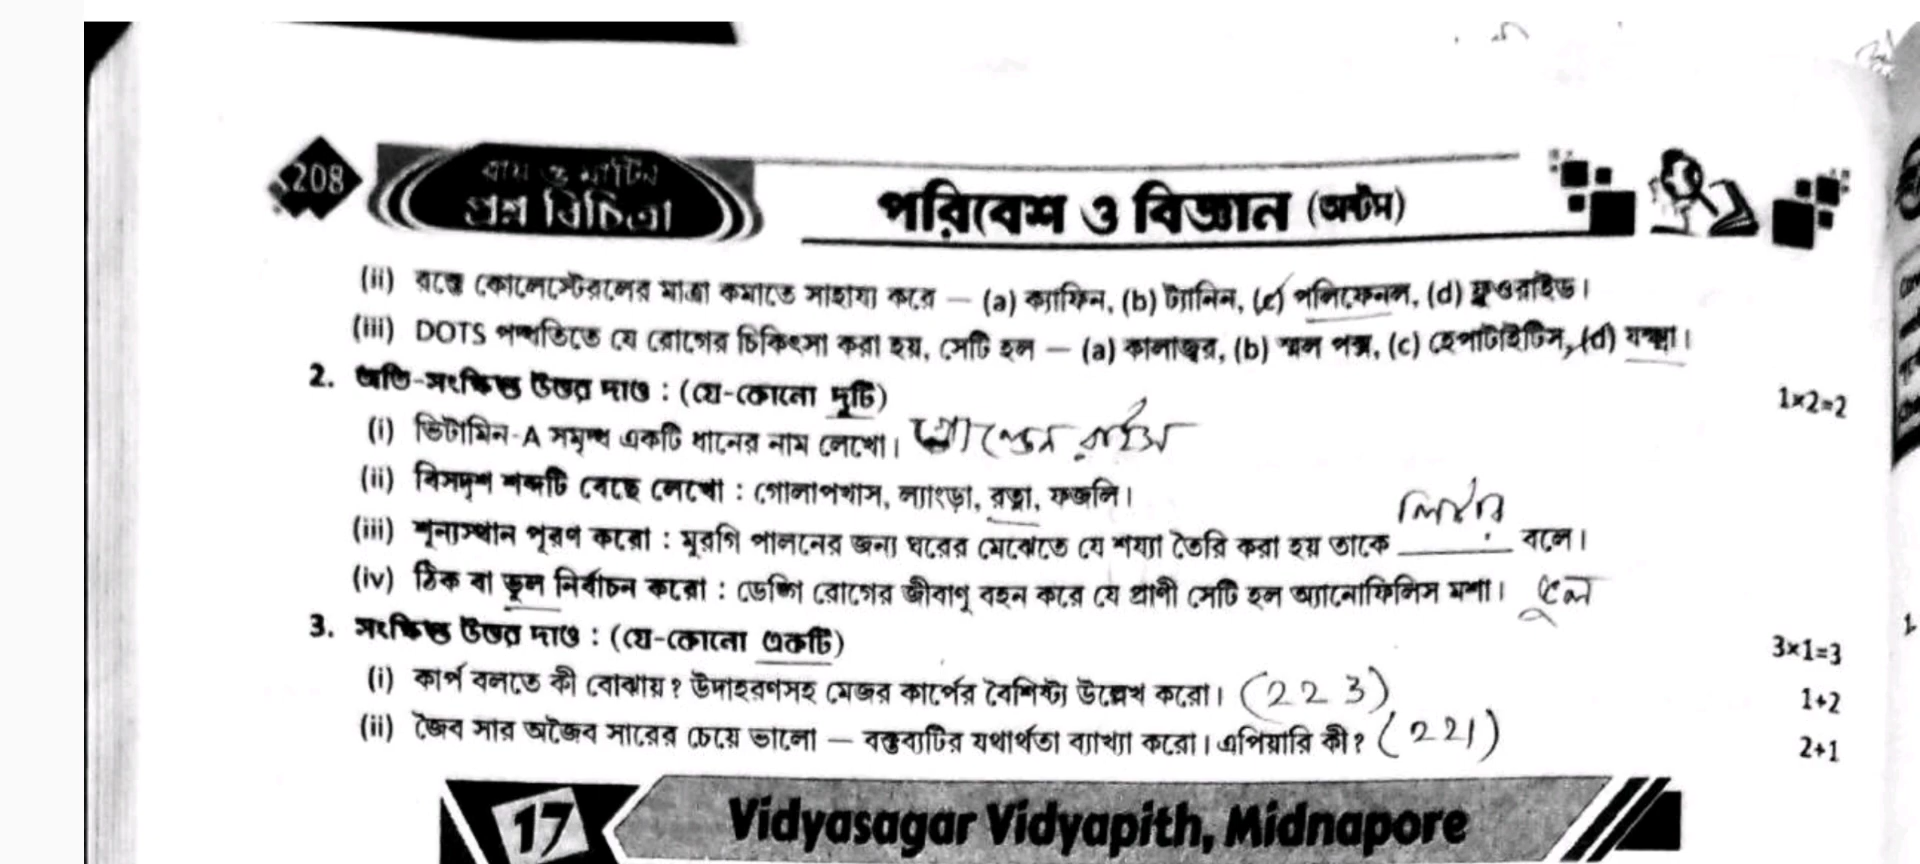 208
রায় ও মার্টিন
প্রশ্ন বিচিত্রা
পরিবেশ ও বিজ্ঞান (অষ্টম)
(ii) রক্তে কোলেস্টেরলের মাত্রা কমাতে সাহায্য করে — (a) ক্যাফিন, (b) ট্যানিন, (c) পলিফেনল, (d) ফ্লুওরাইড।
(iii) DOTS পদ্ধতিতে যে রোগের চিকিৎসা করা হয়, সেটি হল — (a) কালাজ্বর, (b) স্মল পক্স, (c) হেপাটাইটিস, (d) যক্ষ্মা।
2. অতি-সংক্ষিপ্ত উত্তর দাও : (যে-কোনো দুটি) 1×2=2
(i) ভিটামিন-A সমৃদ্ধ একটি ধানের নাম লেখো। গোল্ডেন রাইস
(ii) বিসদৃশ শব্দটি বেছে লেখো : গোলাপখাস, ল্যাংড়া, রত্না, ফজলি।
(iii) শূন্যস্থান পূরণ করো : মুরগি পালনের জন্য ঘরের মেঝেতে যে শয্যা তৈরি করা হয় তাকে লিটার বলে।
(iv) ঠিক বা ভুল নির্বাচন করো : ডেঙ্গি রোগের জীবাণু বহন করে যে প্রাণী সেটি হল অ্যানোফিলিস মশা। ভুল
3. সংক্ষিপ্ত উত্তর দাও : (যে-কোনো একটি) 3×1=3
(i) কার্প বলতে কী বোঝায়? উদাহরণসহ মেজর কার্পের বৈশিষ্ট্য উল্লেখ করো। (223) 1+2
(ii) জৈব সার অজৈব সারের চেয়ে ভালো — বক্তব্যটির যথার্থতা ব্যাখ্যা করো। এপিয়ারি কী? (221) 2+1
17 Vidyasagar Vidyapith, Midnapore